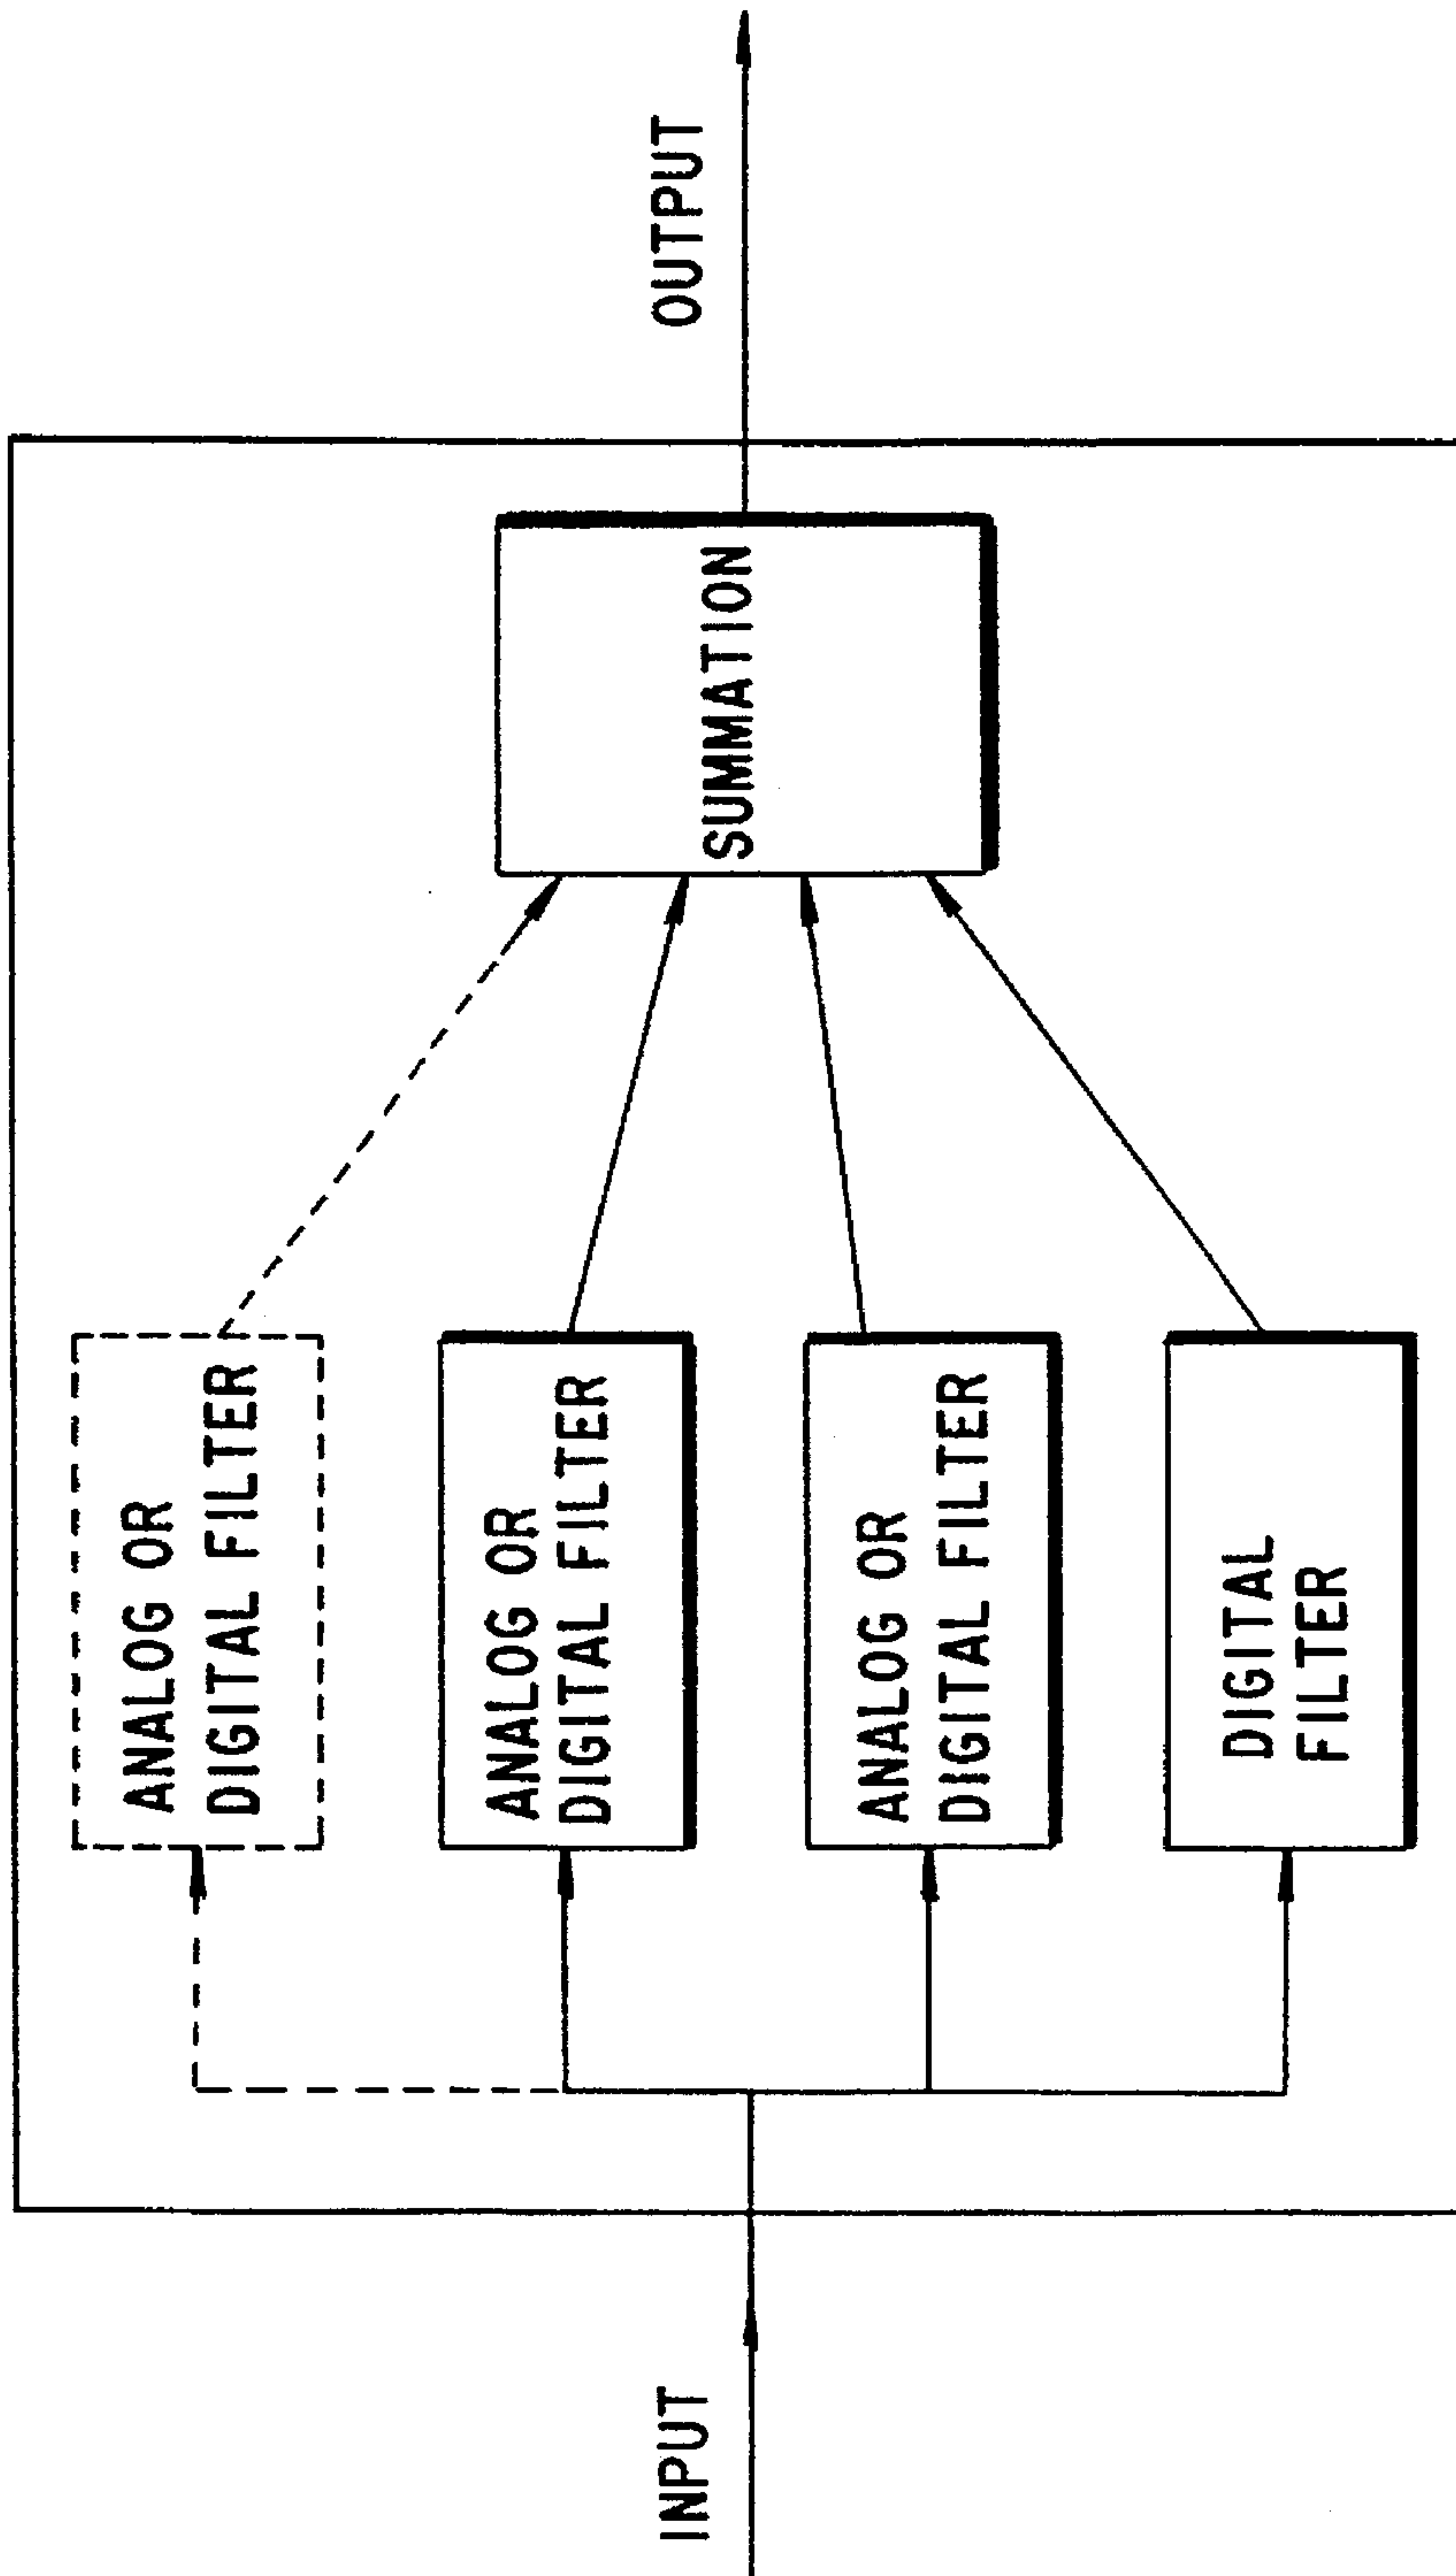 INPUT
ANALOG OR
DIGITAL FILTER
ANALOG OR
DIGITAL FILTER
ANALOG OR
DIGITAL FILTER
DIGITAL
FILTER
SUMMATION
OUTPUT